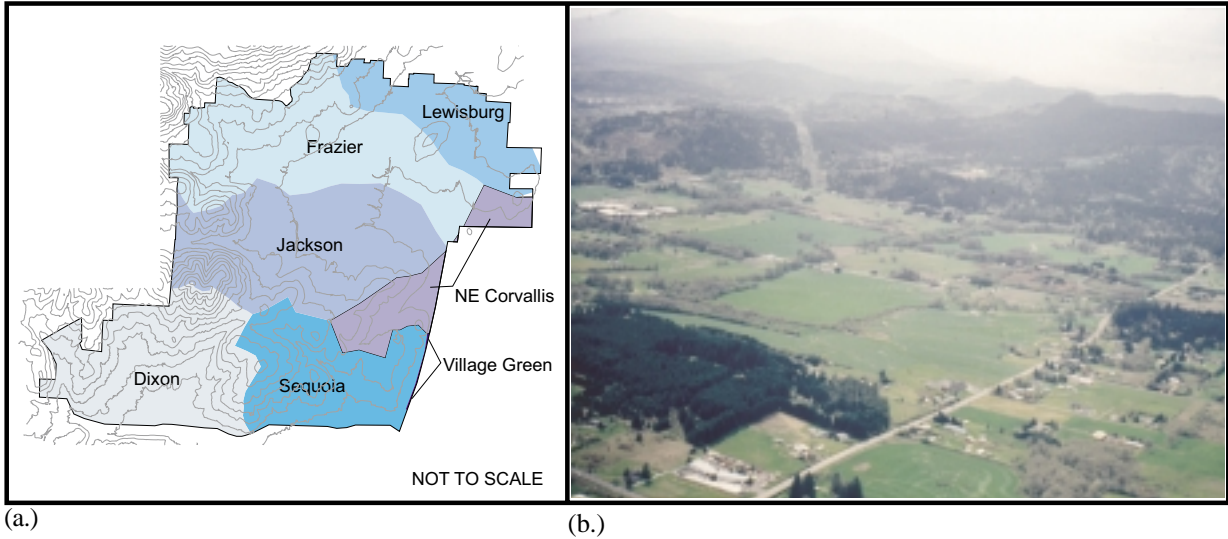 Lewisburg
Frazier
Jackson
NE Corvallis
Village Green
Dixon
Sequoia
NOT TO SCALE
(a.)
(b.)